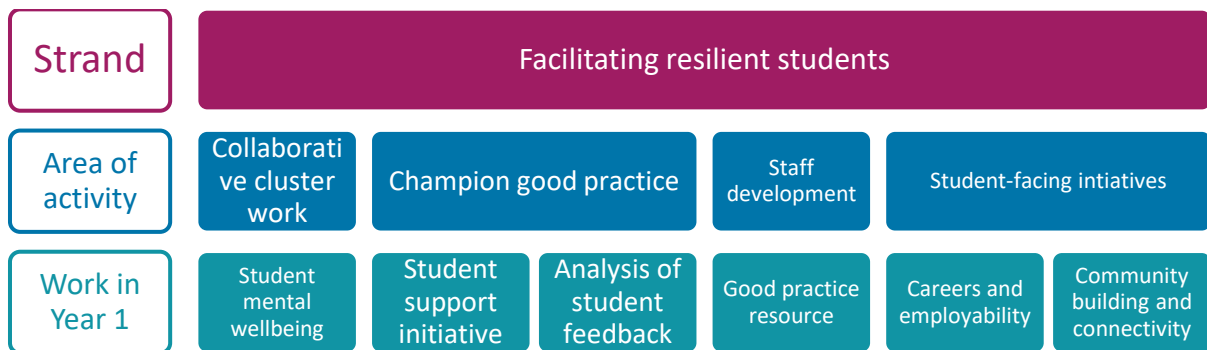 Strand
Facilitating resilient students
Area of
activity
Collaborati
ve cluster
work
Champion good practice
Staff
development
Student-facing intiatives
Work in
Year 1
Student
mental
wellbeing
Student
support
initiative
Analysis of
student
feedback
Good practice
resource
Careers and
employability
Community
building and
connectivity